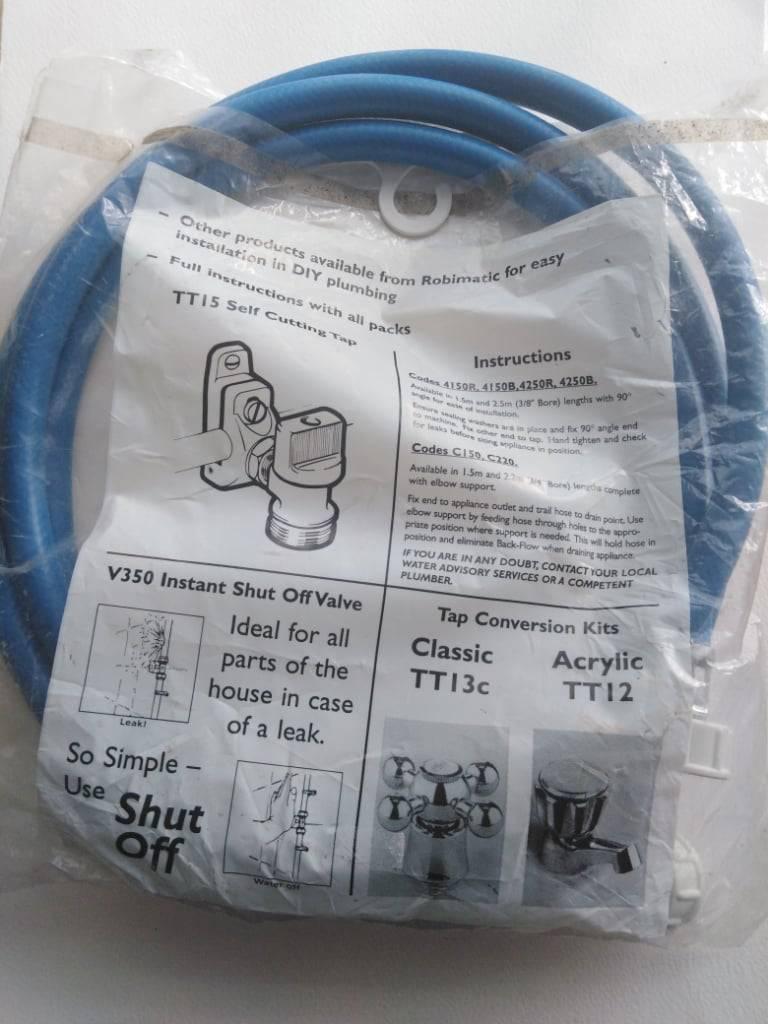 – Other products available from Robimatic for easy
installation in DIY plumbing
– Full instructions with all packs
TT15 Self Cutting Tap
Instructions
Codes 4150R, 4150B, 4250R, 4250B.
Available in 1.5m and 2.5m (3/8" Bore) lengths with 90°
angle for ease of installation.
Ensure sealing washers are in place and fix 90° angle end
to machine. Fix other end to tap. Hand tighten and check
for leaks before siting appliance in position.
Codes C150, C220.
Available in 1.5m and Bore) lengths complete
with elbow support.
Fix end to appliance outlet and trail hose to drain point. Use
elbow support by feeding hose through holes to the appro-
priate position where support is needed. This will hold hose in
position and eliminate Back-Flow when draining appliance.
IF YOU ARE IN ANY DOUBT, CONTACT YOUR LOCAL
WATER ADVISORY SERVICES OR A COMPETENT
PLUMBER.
V350 Instant Shut Off Valve
Leak!
Ideal for all
parts of the
house in case
of a leak.
So Simple –
Use Shut
Off
Water off
Tap Conversion Kits
Classic
TT13c
Acrylic
TT12